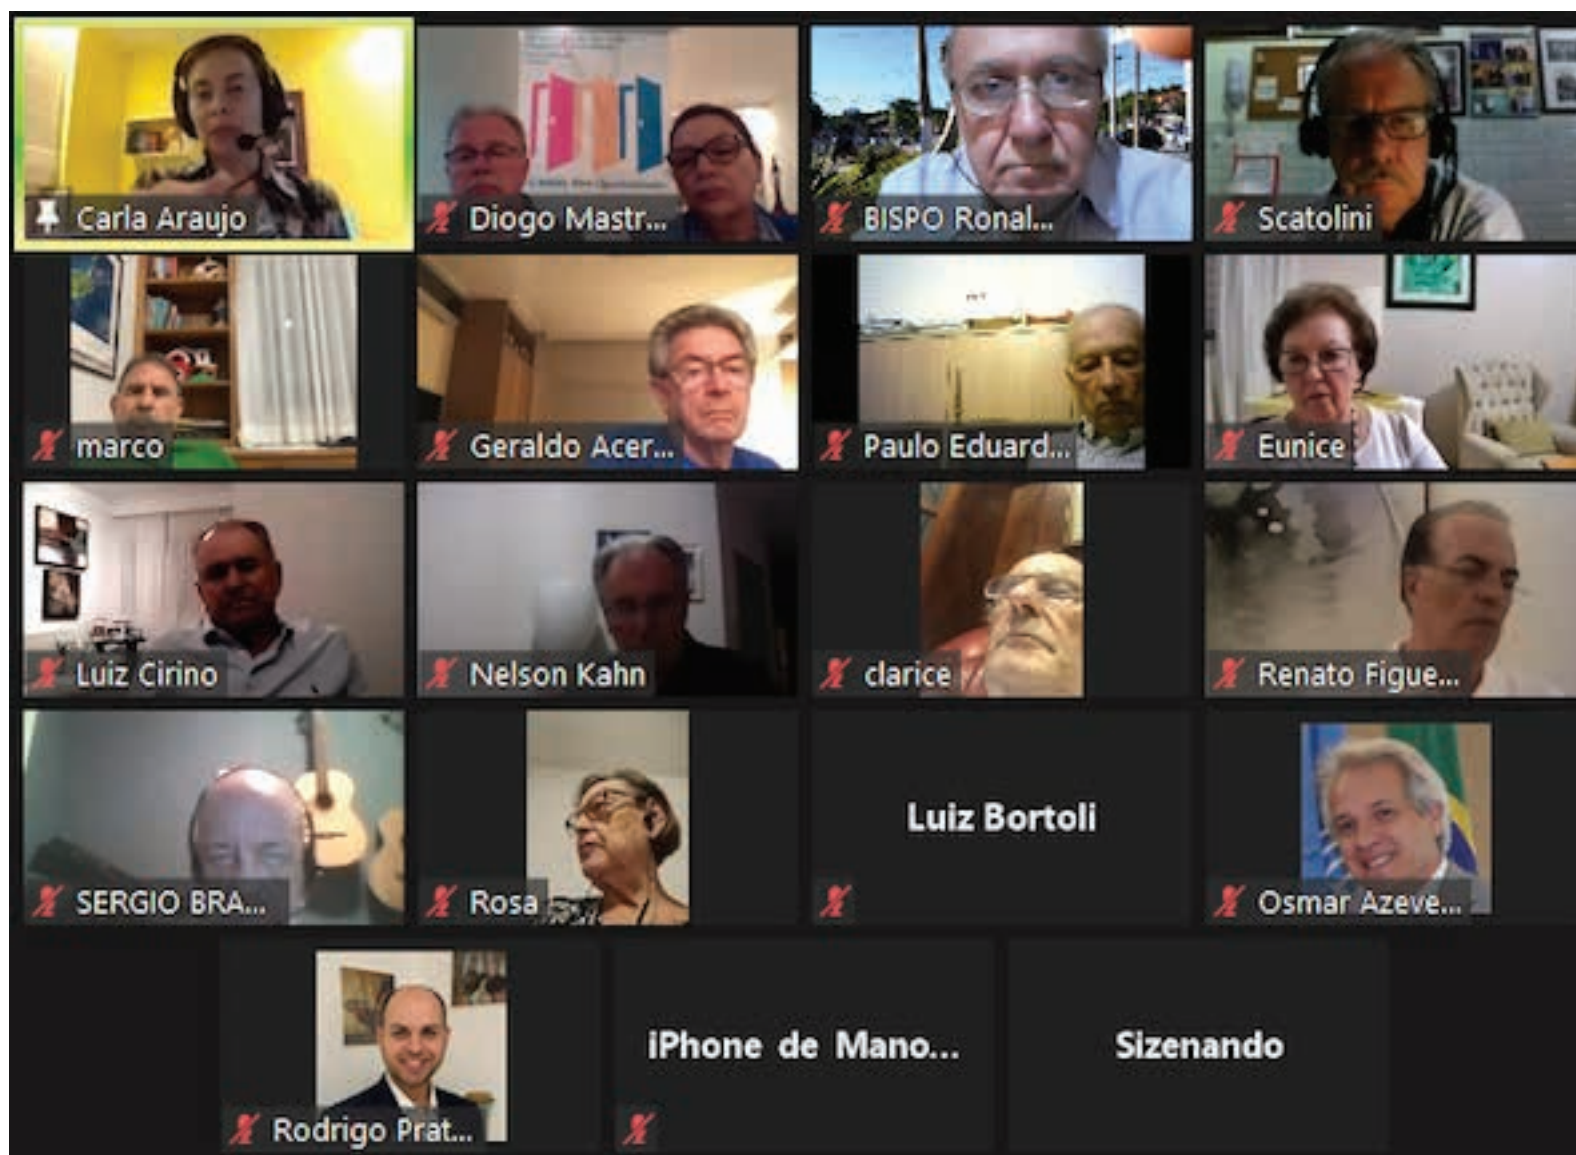 Carla Araujo
Diogo Mastr...
BISPO Ronal...
Scatolini
marco
Geraldo Acer...
Paulo Eduard...
Eunice
Luiz Cirino
Nelson Kahn
clarice
Renato Figue...
SERGIO BRA...
Rosa
Luiz Bortoli
Osmar Azeve...
Rodrigo Prat...
iPhone de Mano...
Sizenando